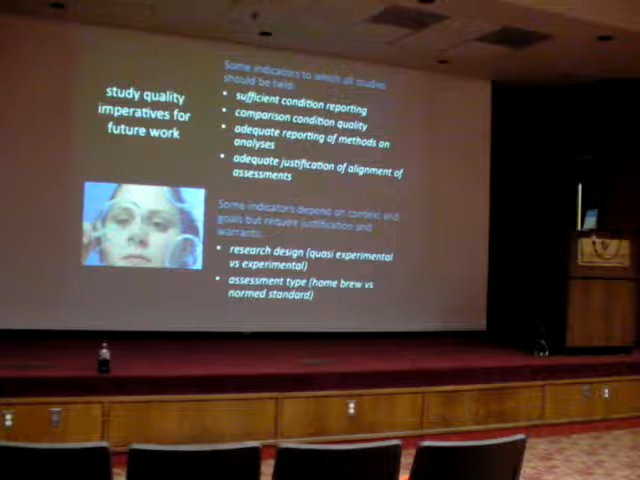 study quality
imperatives for
future work
Some indicators to which all studies
should be held:
• sufficient condition reporting
• comparison condition quality
• adequate reporting of methods an
analyses
• adequate justification of alignment of
assessments
Some indicators depend on context and
goals but require justification and
warrants:
• research design (quasi experimental
vs experimental)
• assessment type (home brew vs
normed standard)